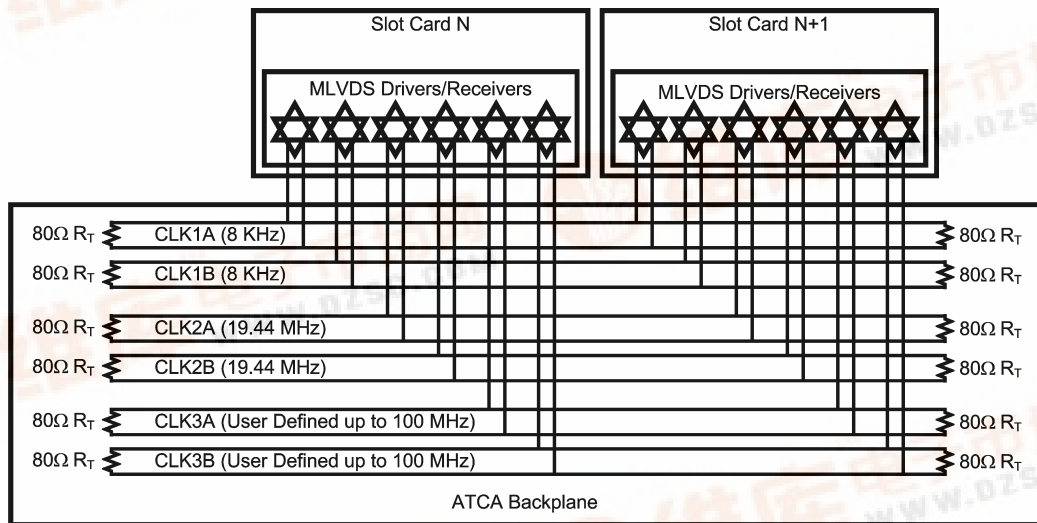 Slot Card N
Slot Card N+1
MLVDS Drivers/Receivers
MLVDS Drivers/Receivers
80Ω RT CLK1A (8 KHz) 80Ω RT
80Ω RT CLK1B (8 KHz) 80Ω RT
80Ω RT CLK2A (19.44 MHz) 80Ω RT
80Ω RT CLK2B (19.44 MHz) 80Ω RT
80Ω RT CLK3A (User Defined up to 100 MHz) 80Ω RT
80Ω RT CLK3B (User Defined up to 100 MHz) 80Ω RT
ATCA Backplane
WWW.DZSC.COM